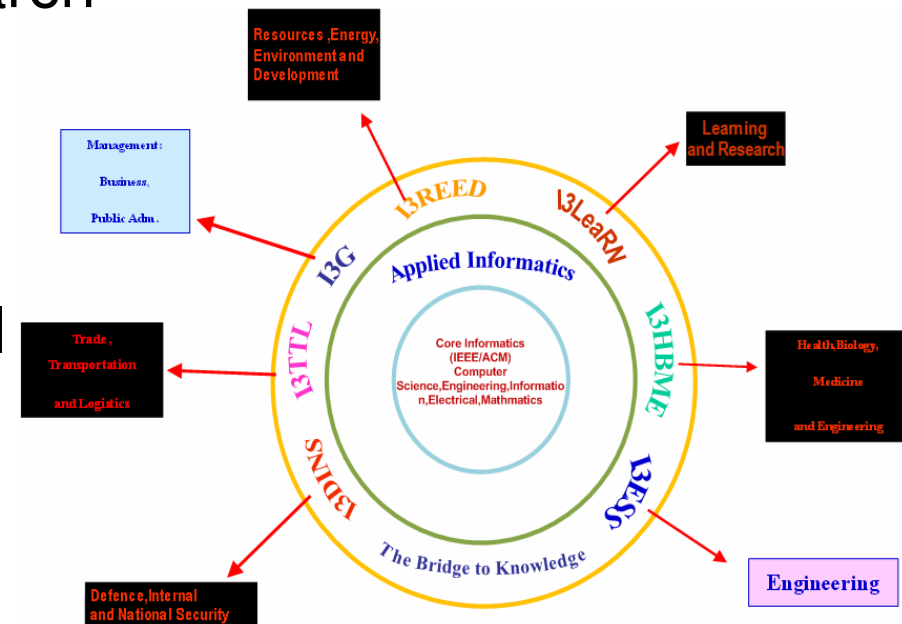 Resources ,Energy,
Environment and
Development
Learning
and Research
Management:
Business,
Public Adm.
I3REED
I3LeaRN
I3G
Applied Informatics
I3TTL
I3HBME
Core Informatics
(IEEE/ACM)
Computer
Science,Engineering,Informatio
n,Electrical,Mathmatics
Trade,
Transportation
and Logistics
Health,Biology,
Medicine
and Engineering
I3DINS
I3ESS
The Bridge to Knowledge
Engineering
Defence,Internal
and National Security